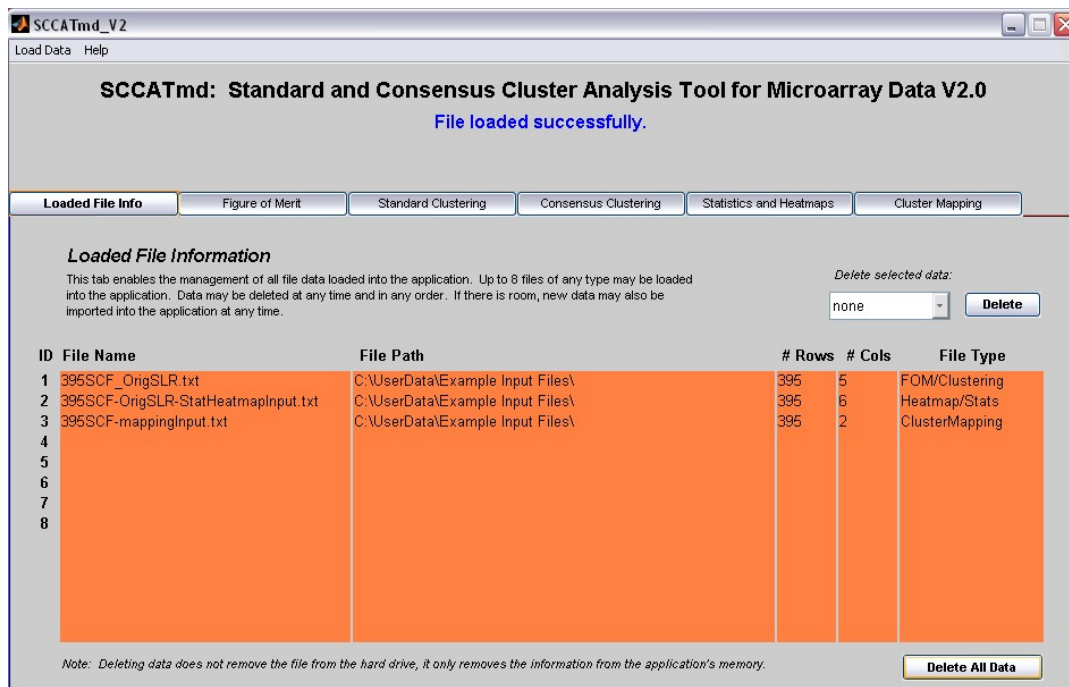 SCCATmd_V2
Load Data Help
SCCATmd: Standard and Consensus Cluster Analysis Tool for Microarray Data V2.0
File loaded successfully.
Loaded File Info Figure of Merit Standard Clustering Consensus Clustering Statistics and Heatmaps Cluster Mapping
Loaded File Information
This tab enables the management of all file data loaded into the application. Up to 8 files of any type may be loaded
into the application. Data may be deleted at any time and in any order. If there is room, new data may also be
imported into the application at any time.
Delete selected data:
none Delete
ID File Name File Path # Rows # Cols File Type
1 395SCF_OrigSLR.txt C:\UserData\Example Input Files\ 395 5 FOM/Clustering
2 395SCF-OrigSLR-StatHeatmapInput.txt C:\UserData\Example Input Files\ 395 6 Heatmap/Stats
3 395SCF-mappingInput.txt C:\UserData\Example Input Files\ 395 2 ClusterMapping
4
5
6
7
8
Note: Deleting data does not remove the file from the hard drive, it only removes the information from the application's memory.
Delete All Data